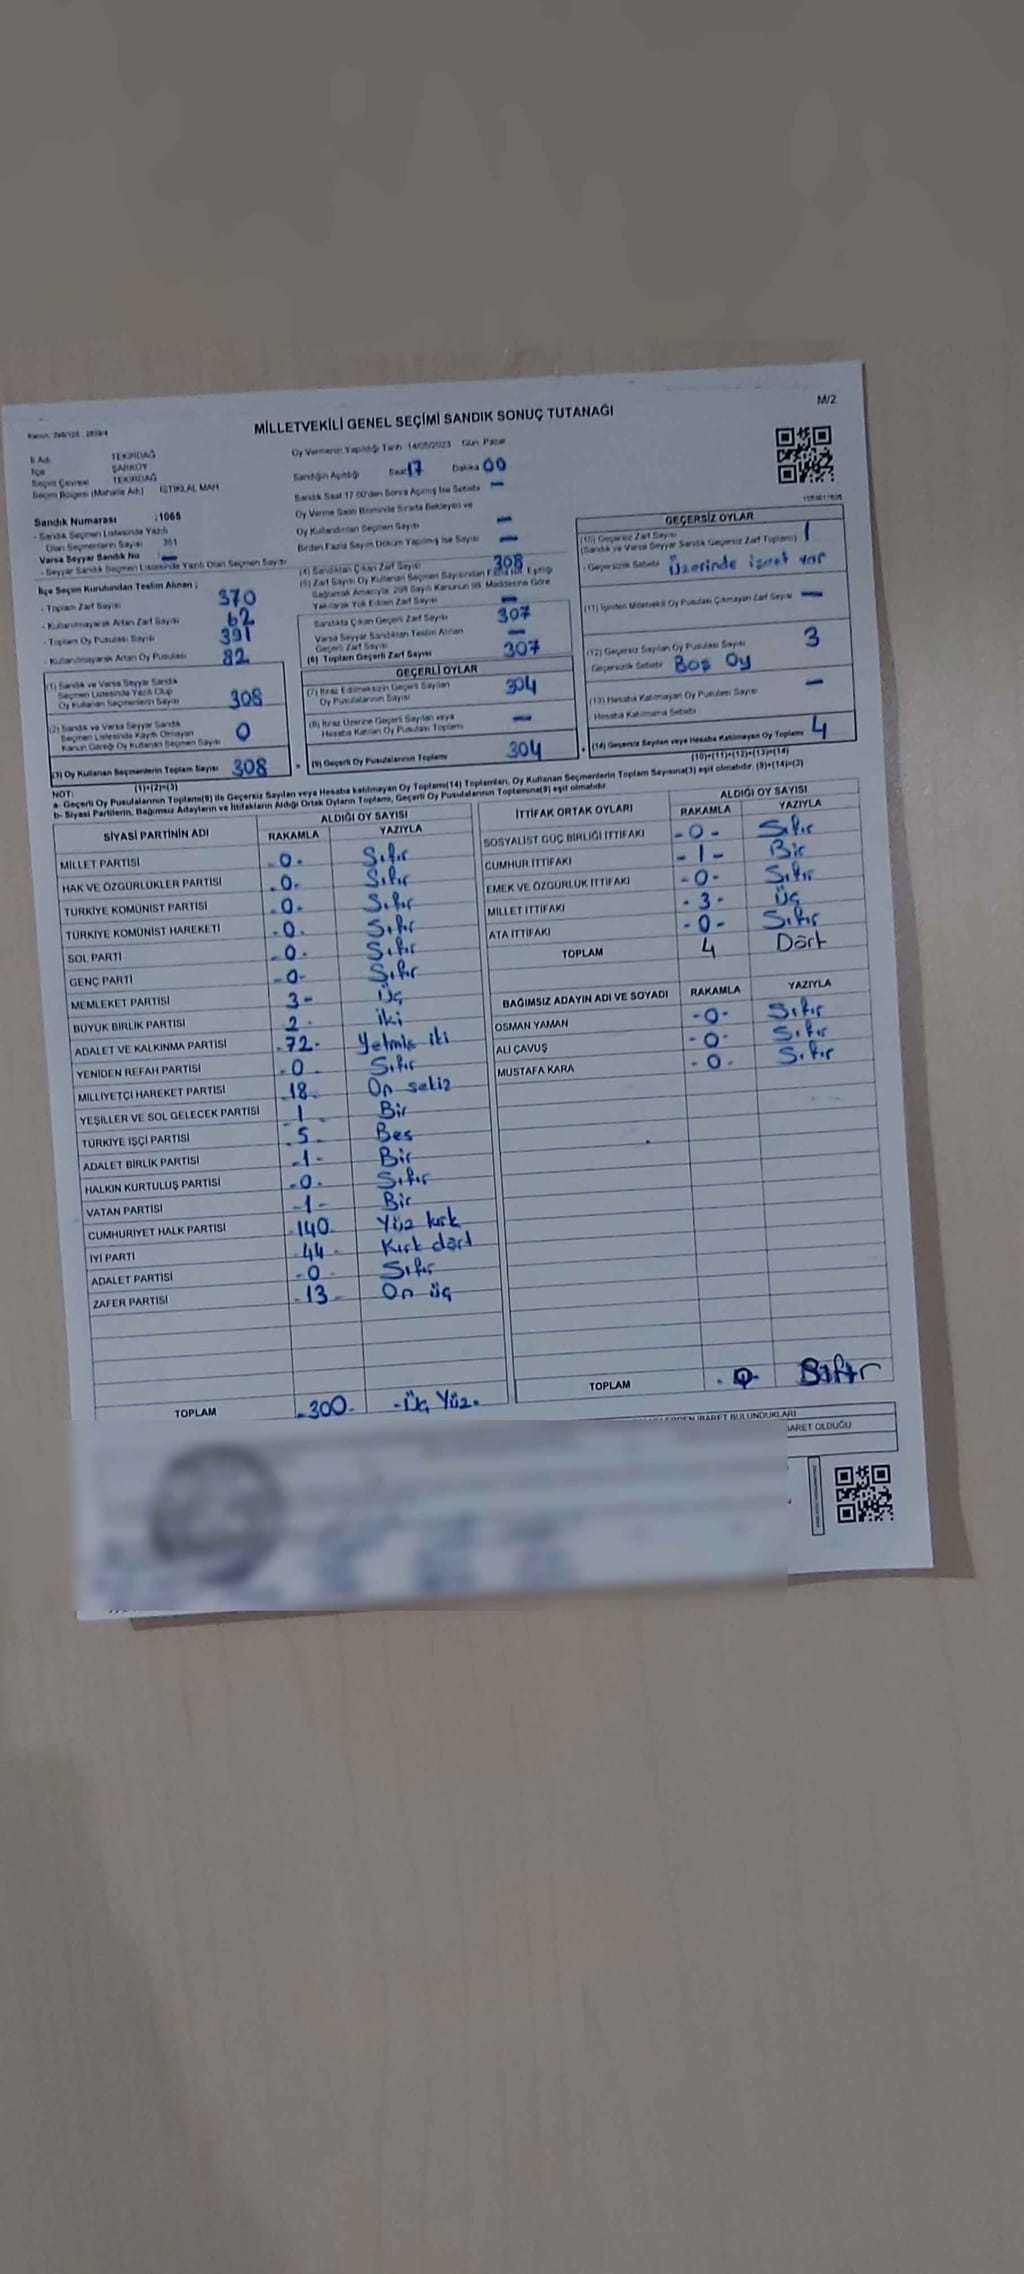 M/2
MİLLETVEKİLİ GENEL SEÇİMİ SANDIK SONUÇ TUTANAĞI
İl Adı TEKİRDAĞ
İlçe ŞARKÖY
Seçim Çevresi TEKİRDAĞ
Seçim Bölgesi (Mahalle Adı) İSTİKLAL MAH
Sandık Numarası :1065
- Sandık Seçmen Listesinde Yazılı
Olan Seçmenlerin Sayısı 351
Varsa Seyyar Sandık No : -
- Seyyar Sandık Seçmen Listesinde Yazılı Olan Seçmen Sayısı
Oy Vermenin Yapıldığı Tarih 14/05/2023 Gün Pazar
Sandığın Açıldığı Saat 17 Dakika 00
Sandık Saat 17.00'den Sonra Açılmış İse Sebebi -
Oy Verme Saati Bitiminde Sırada Bekleyen ve
Oy Kullandırılan Seçmen Sayısı -
Birden Fazla Sayım Döküm Yapılmış İse Sayısı -
İlçe Seçim Kurulundan Teslim Alınan ;
- Toplam Zarf Sayısı 370
- Kullanılmayarak Artan Zarf Sayısı 62
- Toplam Oy Pusulası Sayısı 391
- Kullanılmayarak Artan Oy Pusulası 82
(1) Sandık ve Varsa Seyyar Sandık
Seçmen Listesinde Yazılı Olup
Oy Kullanan Seçmenlerin Sayısı 308
(2) Sandık ve Varsa Seyyar Sandık
Seçmen Listesinde Kayıtlı Olmayan
Kanun Gereği Oy Kullanan Seçmen Sayısı 0
(3) Oy Kullanan Seçmenlerin Toplam Sayısı 308
(1)+(2)=(3)
(4) Sandıktan Çıkan Zarf Sayısı 308
(5) Zarf Sayısı Oy Kullanan Seçmen Sayısından Fazla İse, Eşitliği
Sağlamak Amacıyla, 298 Sayılı Kanunun 98. Maddesine Göre
Yakılarak Yok Edilen Zarf Sayısı -
Sandıkta Çıkan Geçerli Zarf Sayısı 307
Varsa Seyyar Sandıktan Teslim Alınan
Geçerli Zarf Sayısı -
(6) Toplam Geçerli Zarf Sayısı 307
GEÇERLİ OYLAR
(7) İtiraz Edilmeksizin Geçerli Sayılan
Oy Pusulalarının Sayısı 304
(8) İtiraz Üzerine Geçerli Sayılan veya
Hesaba Katılan Oy Pusulası Toplamı -
(9) Geçerli Oy Pusulalarının Toplamı 304
GEÇERSİZ OYLAR
(10) Geçersiz Zarf Sayısı
(Sandık ve Varsa Seyyar Sandık Geçersiz Zarf Toplamı) 1
- Geçersizlik Sebebi Üzerinde işaret var
(11) İçinden Milletvekili Oy Pusulası Çıkmayan Zarf Sayısı -
(12) Geçersiz Sayılan Oy Pusulası Sayısı 3
- Geçersizlik Sebebi Boş Oy
(13) Hesaba Katılmayan Oy Pusulası Sayısı -
Hesaba Katılmama Sebebi
(14) Geçersiz Sayılan veya Hesaba Katılmayan Oy Toplamı 4
(10)+(11)+(12)+(13)=(14)
NOT:
a- Geçerli Oy Pusulalarının Toplamı(9) ile Geçersiz Sayılan veya Hesaba katılmayan Oy Toplamı(14) Toplamları, Oy Kullanan Seçmenlerin Toplam Sayısına(3) eşit olmalıdır. (9)+(14)=(3)
b- Siyasi Partilerin, Bağımsız Adayların ve İttifakların Aldığı Ortak Oyların Toplamı, Geçerli Oy Pusulalarının Toplamına(9) eşit olmalıdır
SİYASİ PARTİNİN ADI ALDIĞI OY SAYISI
RAKAMLA YAZIYLA
MİLLET PARTİSİ -0- Sıfır
HAK VE ÖZGÜRLÜKLER PARTİSİ -0- Sıfır
TÜRKİYE KOMÜNİST PARTİSİ -0- Sıfır
TÜRKİYE KOMÜNİST HAREKETİ -0- Sıfır
SOL PARTİ -0- Sıfır
GENÇ PARTİ -0- Sıfır
MEMLEKET PARTİSİ 3- Üç
BÜYÜK BİRLİK PARTİSİ -2- iki
ADALET VE KALKINMA PARTİSİ -72- Yetmiş iki
YENİDEN REFAH PARTİSİ -0- Sıfır
MİLLİYETÇİ HAREKET PARTİSİ -18- On sekiz
YEŞİLLER VE SOL GELECEK PARTİSİ -1- Bir
TÜRKİYE İŞÇİ PARTİSİ -5- Beş
ADALET BİRLİK PARTİSİ -1- Bir
HALKIN KURTULUŞ PARTİSİ -0- Sıfır
VATAN PARTİSİ -1- Bir
CUMHURİYET HALK PARTİSİ -140- Yüz kırk
İYİ PARTİ -44- Kırk dört
ADALET PARTİSİ -0- Sıfır
ZAFER PARTİSİ -13- On üç
TOPLAM -300- -Üç Yüz-
İTTİFAK ORTAK OYLARI ALDIĞI OY SAYISI
RAKAMLA YAZIYLA
SOSYALİST GÜÇ BİRLİĞİ İTTİFAKI -0- Sıfır
CUMHUR İTTİFAKI -1- Bir
EMEK VE ÖZGÜRLÜK İTTİFAKI -0- Sıfır
MİLLET İTTİFAKI -3- Üç
ATA İTTİFAKI -0- Sıfır
TOPLAM 4 Dört
BAĞIMSIZ ADAYIN ADI VE SOYADI RAKAMLA YAZIYLA
OSMAN YAMAN -0- Sıfır
ALİ ÇAVUŞ -0- Sıfır
MUSTAFA KARA -0- Sıfır
TOPLAM -0- Sıfır
İBARET BULUNDUKLARI
İBARET OLDUĞU